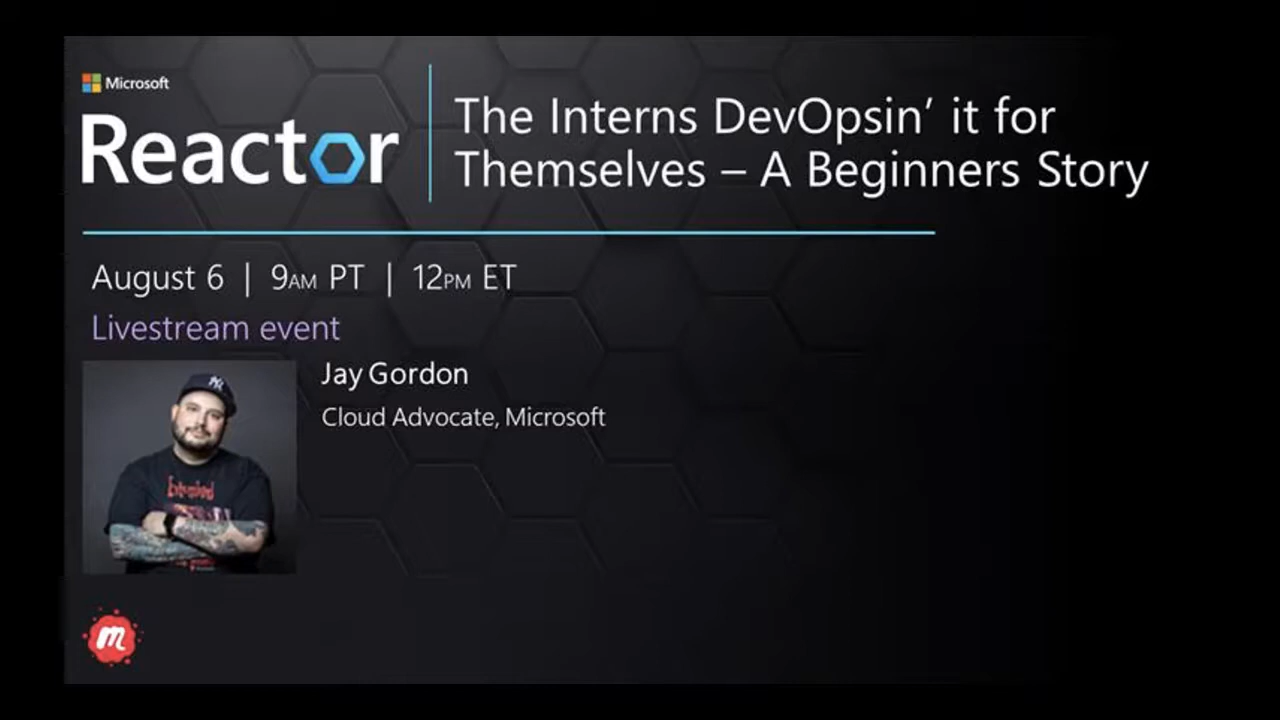 Microsoft
Reactor
The Interns DevOpsin’ it for
Themselves – A Beginners Story
August 6 | 9AM PT | 12PM ET
Livestream event
Jay Gordon
Cloud Advocate, Microsoft
NY
m